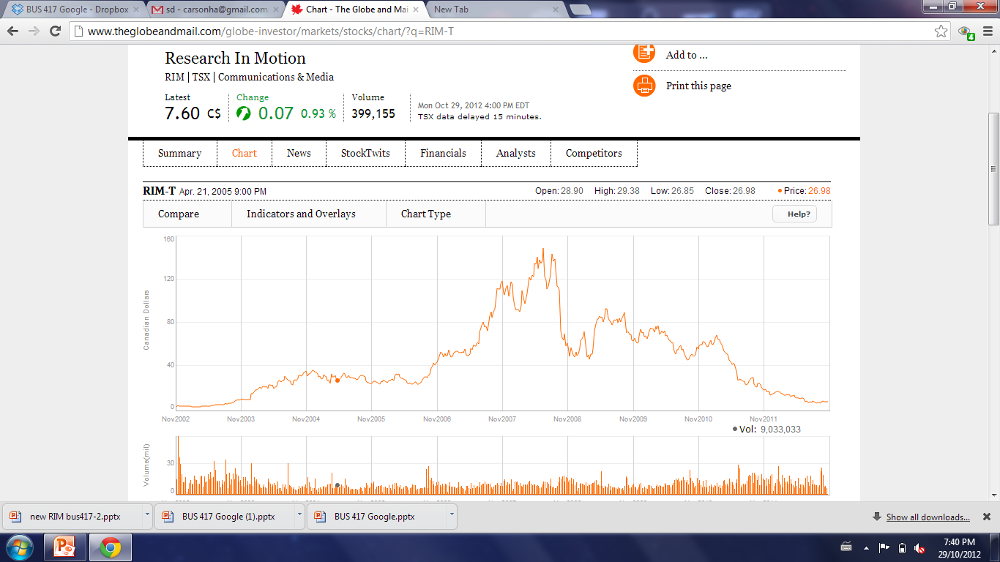 BUS 417 Google - Dropbox
sd - carsonha@gmail.com
Chart - The Globe and Mai
New Tab
www.theglobeandmail.com/globe-investor/markets/stocks/chart/?q=RIM-T
4
Research In Motion
Add to ...
RIM | TSX | Communications & Media
Print this page
Latest Change Volume
7.60 C$ 0.07 0.93 % 399,155
Mon Oct 29, 2012 4:00 PM EDT
TSX data delayed 15 minutes.
Summary Chart News StockTwits Financials Analysts Competitors
RIM-T Apr. 21, 2005 9:00 PM Open: 28.90 High: 29.38 Low: 26.85 Close: 26.98 Price: 26.98
Compare Indicators and Overlays Chart Type Help?
160
120
80
40
0
Canadian Dollars
Nov2002 Nov2003 Nov2004 Nov2005 Nov2006 Nov2007 Nov2008 Nov2009 Nov2010 Nov2011
Vol: 9,033,033
30
0
Volume(mil)
new RIM bus417-2.pptx
BUS 417 Google (1).pptx
BUS 417 Google.pptx
Show all downloads...
7:40 PM
29/10/2012